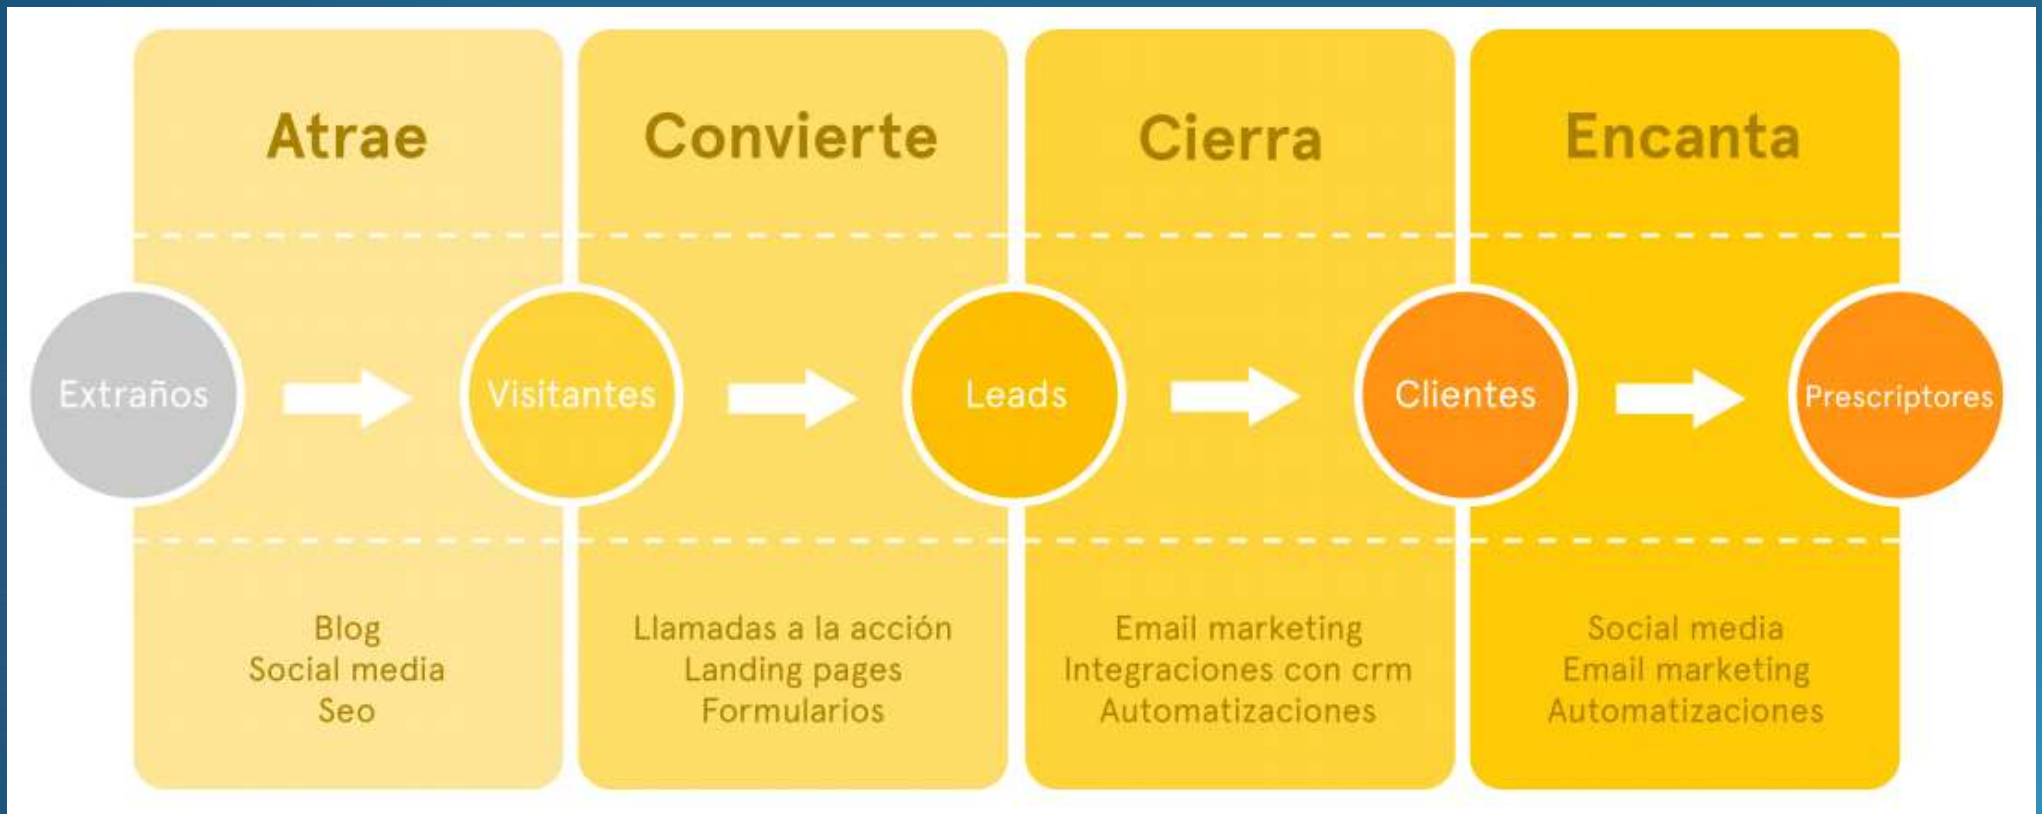 Atrae
Convierte
Cierra
Encanta
Extraños
Visitantes
Leads
Clientes
Prescriptores
Blog
Social media
Seo
Llamadas a la acción
Landing pages
Formularios
Email marketing
Integraciones con crm
Automatizaciones
Social media
Email marketing
Automatizaciones